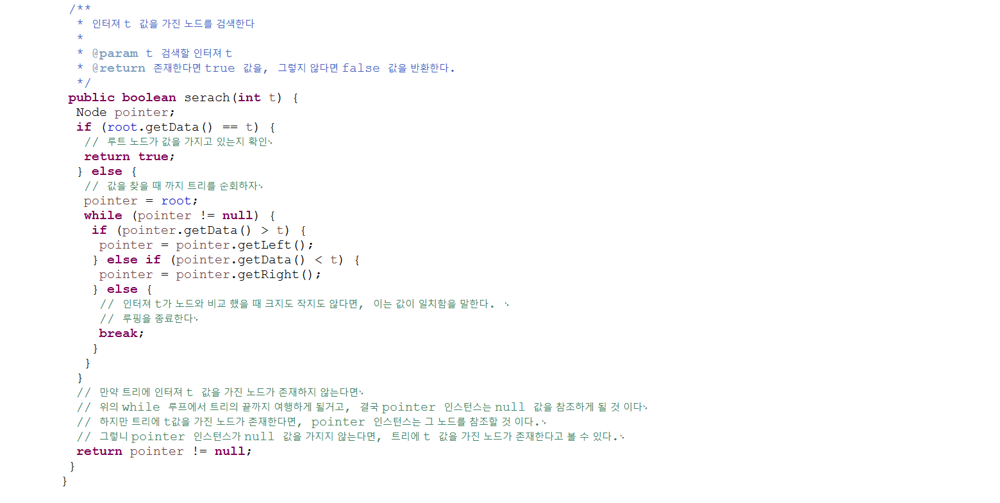 /**
 * 인터져 t 값을 가진 노드를 검색한다
 *
 * @param t 검색할 인터져 t
 * @return 존재한다면 true 값을, 그렇지 않다면 false 값을 반환한다.
 */
public boolean serach(int t) {
 Node pointer;
 if (root.getData() == t) {
  // 루트 노드가 값을 가지고 있는지 확인
  return true;
 } else {
  // 값을 찾을 때 까지 트리를 순회하자
  pointer = root;
  while (pointer != null) {
   if (pointer.getData() > t) {
    pointer = pointer.getLeft();
   } else if (pointer.getData() < t) {
    pointer = pointer.getRight();
   } else {
    // 인터져 t가 노드와 비교 했을 때 크지도 작지도 않다면, 이는 값이 일치함을 말한다.
    // 루핑을 종료한다
    break;
   }
  }
 }
 // 만약 트리에 인터져 t 값을 가진 노드가 존재하지 않는다면
 // 위의 while 루프에서 트리의 끝까지 여행하게 될거고, 결국 pointer 인스턴스는 null 값을 참조하게 될 것 이다
 // 하지만 트리에 t값을 가진 노드가 존재한다면, pointer 인스턴스는 그 노드를 참조할 것 이다.
 // 그렇니 pointer 인스턴스가 null 값을 가지지 않는다면, 트리에 t 값을 가진 노드가 존재한다고 볼 수 있다.
 return pointer != null;
 }
}